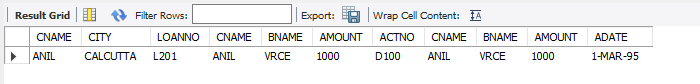 Result Grid Filter Rows: Export: Wrap Cell Content:
CNAME CITY LOANNO CNAME BNAME AMOUNT ACTNO CNAME BNAME AMOUNT ADATE
ANIL CALCUTTA L201 ANIL VRCE 1000 D100 ANIL VRCE 1000 1-MAR-95